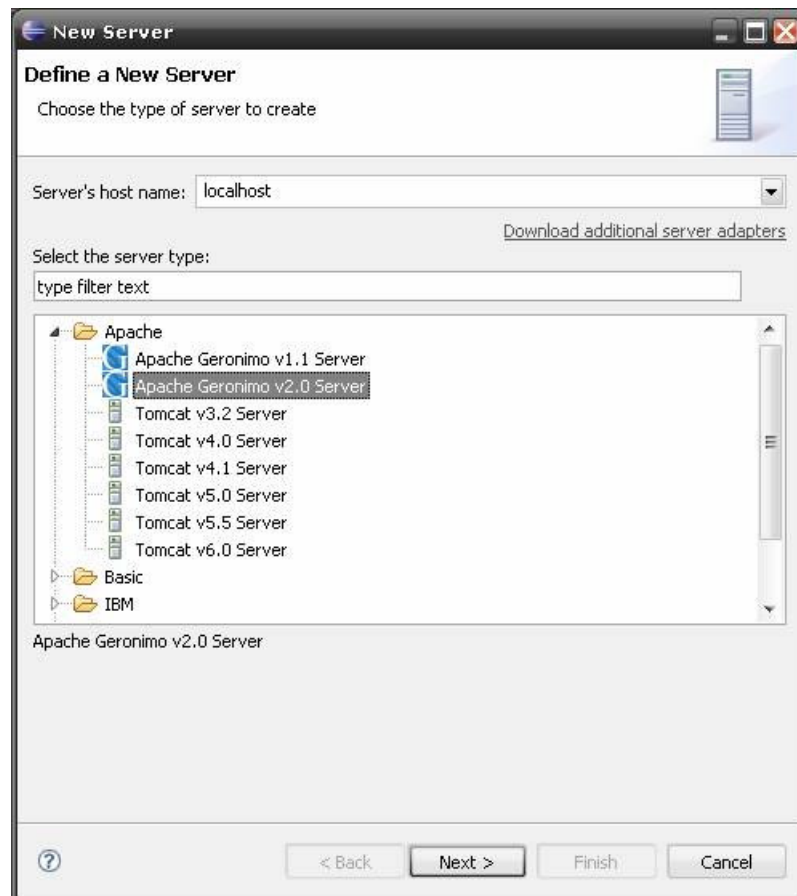 New Server
Define a New Server
Choose the type of server to create
Server's host name: localhost
Download additional server adapters
Select the server type:
type filter text
Apache
Apache Geronimo v1.1 Server
Apache Geronimo v2.0 Server
Tomcat v3.2 Server
Tomcat v4.0 Server
Tomcat v4.1 Server
Tomcat v5.0 Server
Tomcat v5.5 Server
Tomcat v6.0 Server
Basic
IBM
Apache Geronimo v2.0 Server
? < Back Next > Finish Cancel